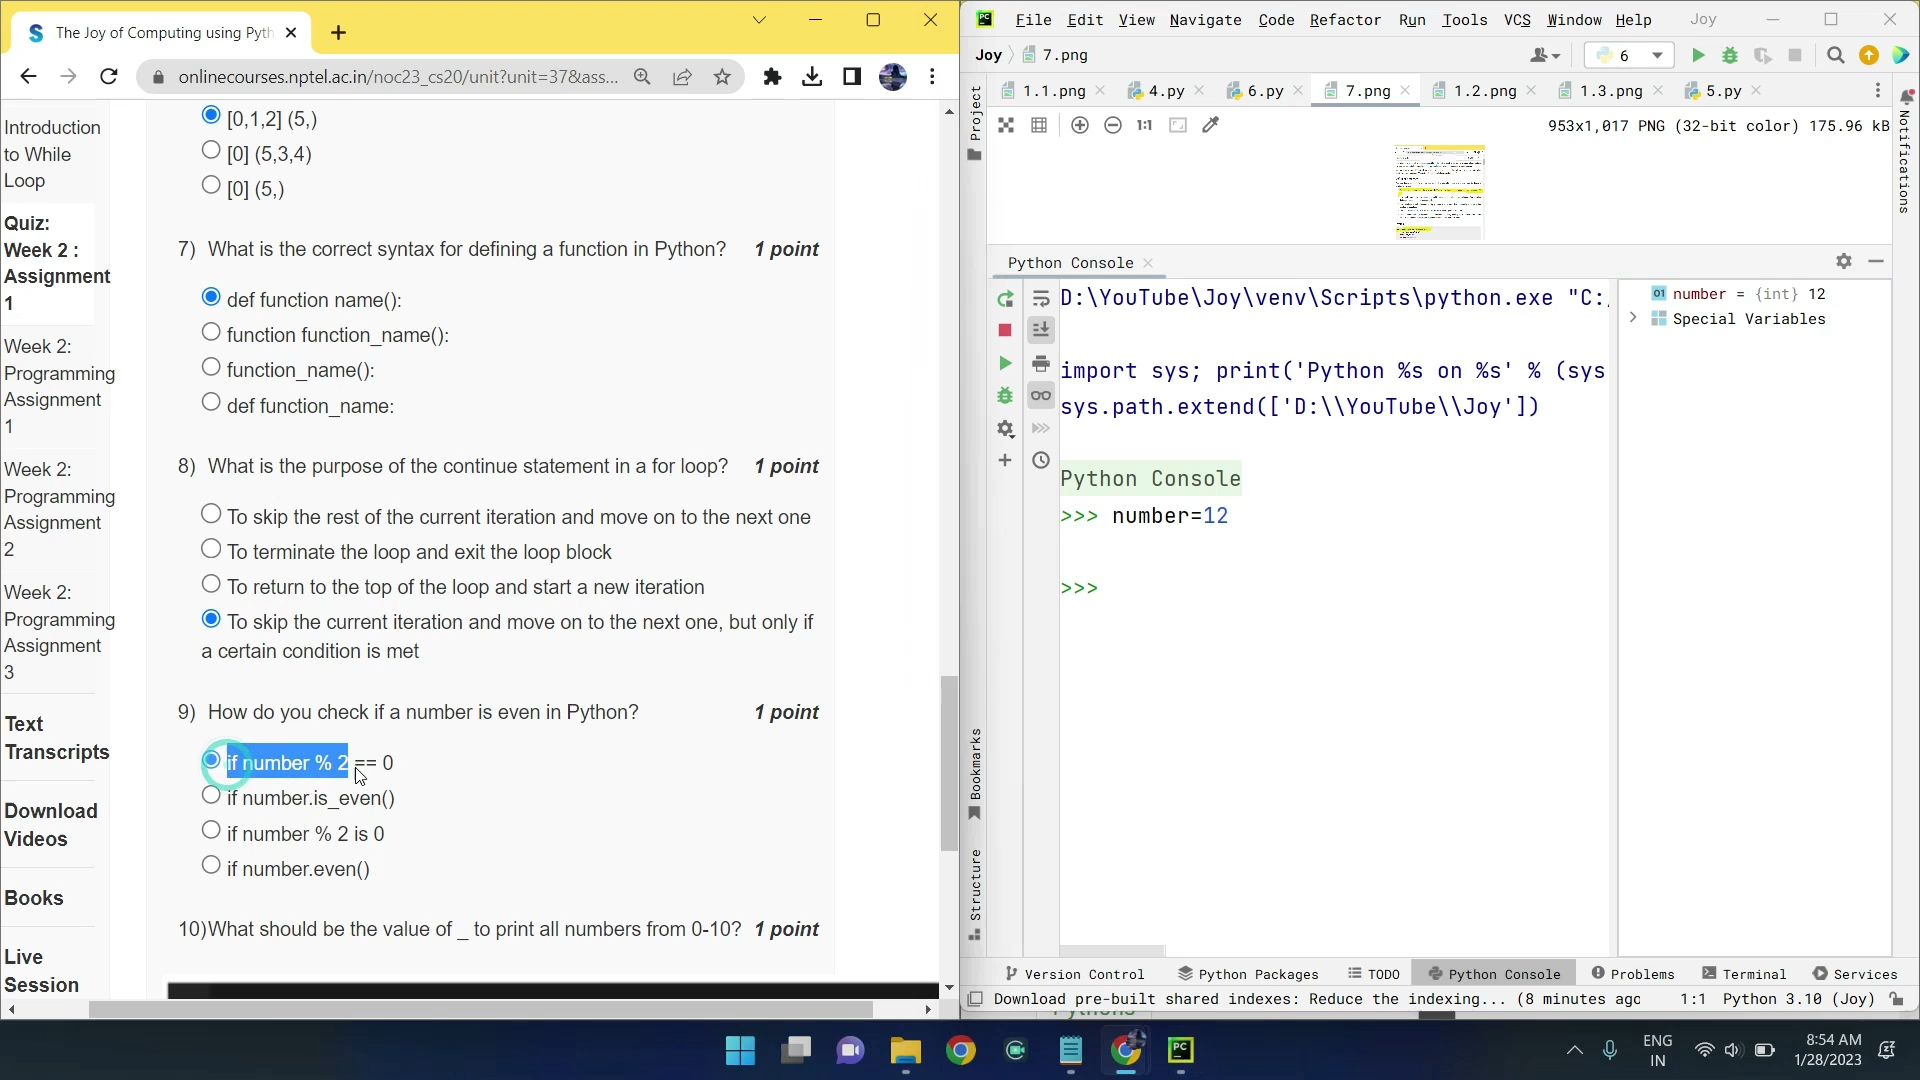 The Joy of Computing using Pyth
onlinecourses.nptel.ac.in/noc23_cs20/unit?unit=37&ass...
Introduction
to While
Loop
Quiz:
Week 2 :
Assignment
1
Week 2:
Programming
Assignment
1
Week 2:
Programming
Assignment
2
Week 2:
Programming
Assignment
3
Text
Transcripts
Download
Videos
Books
Live
Session
[0,1,2] (5,)
[0] (5,3,4)
[0] (5,)
7) What is the correct syntax for defining a function in Python? 1 point
def function name():
function function_name():
function_name():
def function_name:
8) What is the purpose of the continue statement in a for loop? 1 point
To skip the rest of the current iteration and move on to the next one
To terminate the loop and exit the loop block
To return to the top of the loop and start a new iteration
To skip the current iteration and move on to the next one, but only if
a certain condition is met
9) How do you check if a number is even in Python? 1 point
if number % 2 == 0
if number.is_even()
if number % 2 is 0
if number.even()
10)What should be the value of _ to print all numbers from 0-10? 1 point
PC File Edit View Navigate Code Refactor Run Tools VCS Window Help Joy
Joy 7.png 6
1.1.png 4.py 6.py 7.png 1.2.png 1.3.png 5.py
1:1 953x1,017 PNG (32-bit color) 175.96 kB
Project
Notifications
Python Console
D:\YouTube\Joy\venv\Scripts\python.exe "C:
import sys; print('Python %s on %s' % (sys
sys.path.extend(['D:\\YouTube\\Joy'])
Python Console
>>> number=12
>>>
01 number = {int} 12
Special Variables
Bookmarks
Structure
Version Control Python Packages TODO Python Console Problems Terminal Services
Download pre-built shared indexes: Reduce the indexing... (8 minutes ago 1:1 Python 3.10 (Joy)
PC
ENG
IN
8:54 AM
1/28/2023